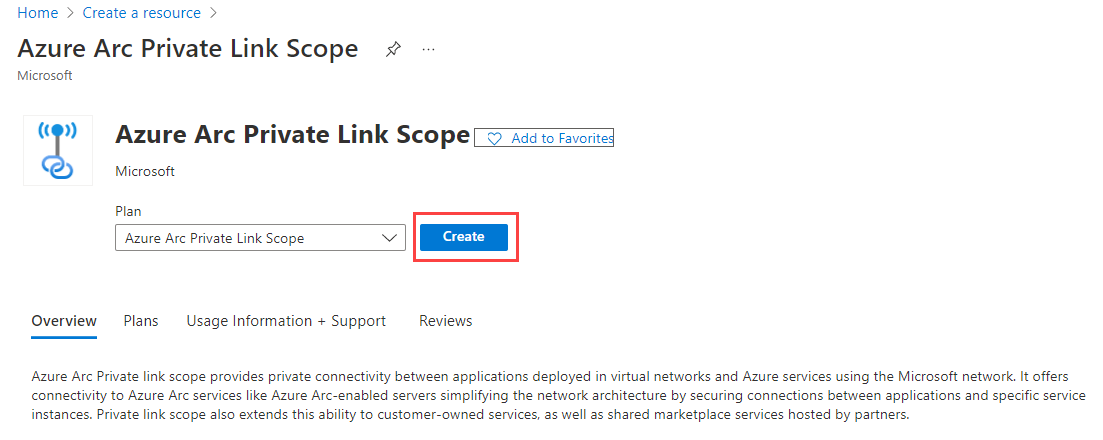 Home > Create a resource >
Azure Arc Private Link Scope ...
Microsoft
Azure Arc Private Link Scope Add to Favorites
Microsoft
Plan
Azure Arc Private Link Scope Create
Overview Plans Usage Information + Support Reviews
Azure Arc Private link scope provides private connectivity between applications deployed in virtual networks and Azure services using the Microsoft network. It offers
connectivity to Azure Arc services like Azure Arc-enabled servers simplifying the network architecture by securing connections between applications and specific service
instances. Private link scope also extends this ability to customer-owned services, as well as shared marketplace services hosted by partners.